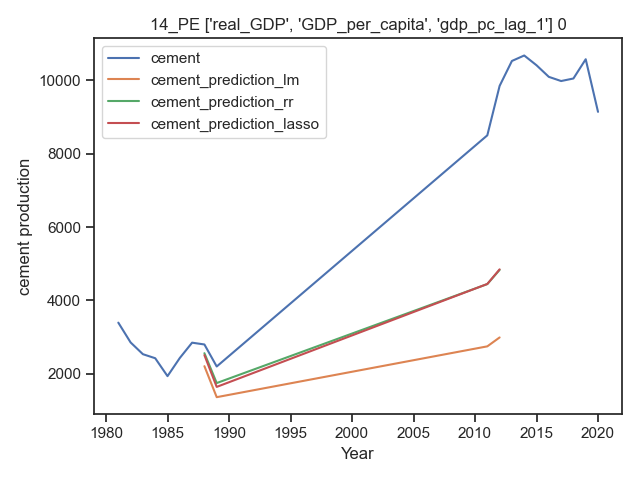 14_PE ['real_GDP', 'GDP_per_capita', 'gdp_pc_lag_1'] 0
cement
cement_prediction_lm
cement_prediction_rr
cement_prediction_lasso
cement production
10000
8000
6000
4000
2000
1980 1985 1990 1995 2000 2005 2010 2015 2020
Year